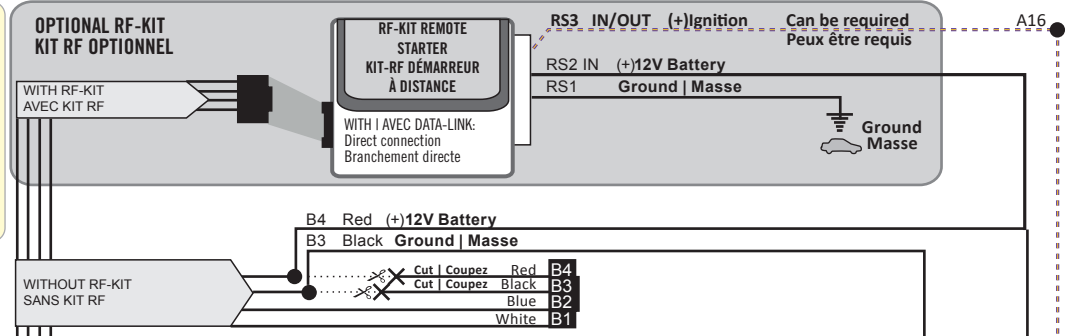 OPTIONAL RF-KIT
KIT RF OPTIONNEL
RF-KIT REMOTE
STARTER
KIT-RF DÉMARREUR
À DISTANCE
WITH | AVEC DATA-LINK:
Direct connection
Branchement directe
WITH RF-KIT
AVEC KIT RF
RS3 IN/OUT (+)Ignition Can be required
Peux être requis
A16
RS2 IN (+)12V Battery
RS1 Ground | Masse
Ground
Masse
B4 Red (+)12V Battery
B3 Black Ground | Masse
WITHOUT RF-KIT
SANS KIT RF
Cut | Coupez Red B4
Cut | Coupez Black B3
Blue B2
White B1